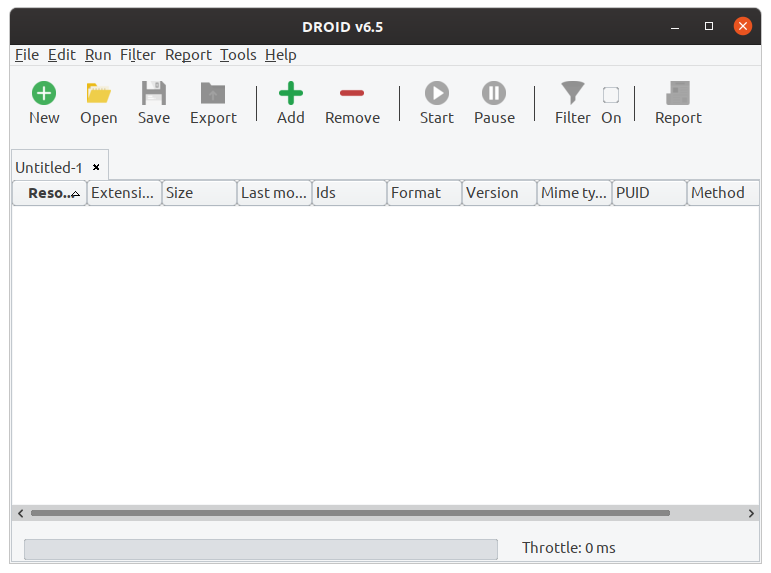 DROID v6.5
File Edit Run Filter Report Tools Help
New Open Save Export Add Remove Start Pause Filter On Report
Untitled-1
Reso... Extensi... Size Last mo... Ids Format Version Mime ty... PUID Method
Throttle: 0 ms